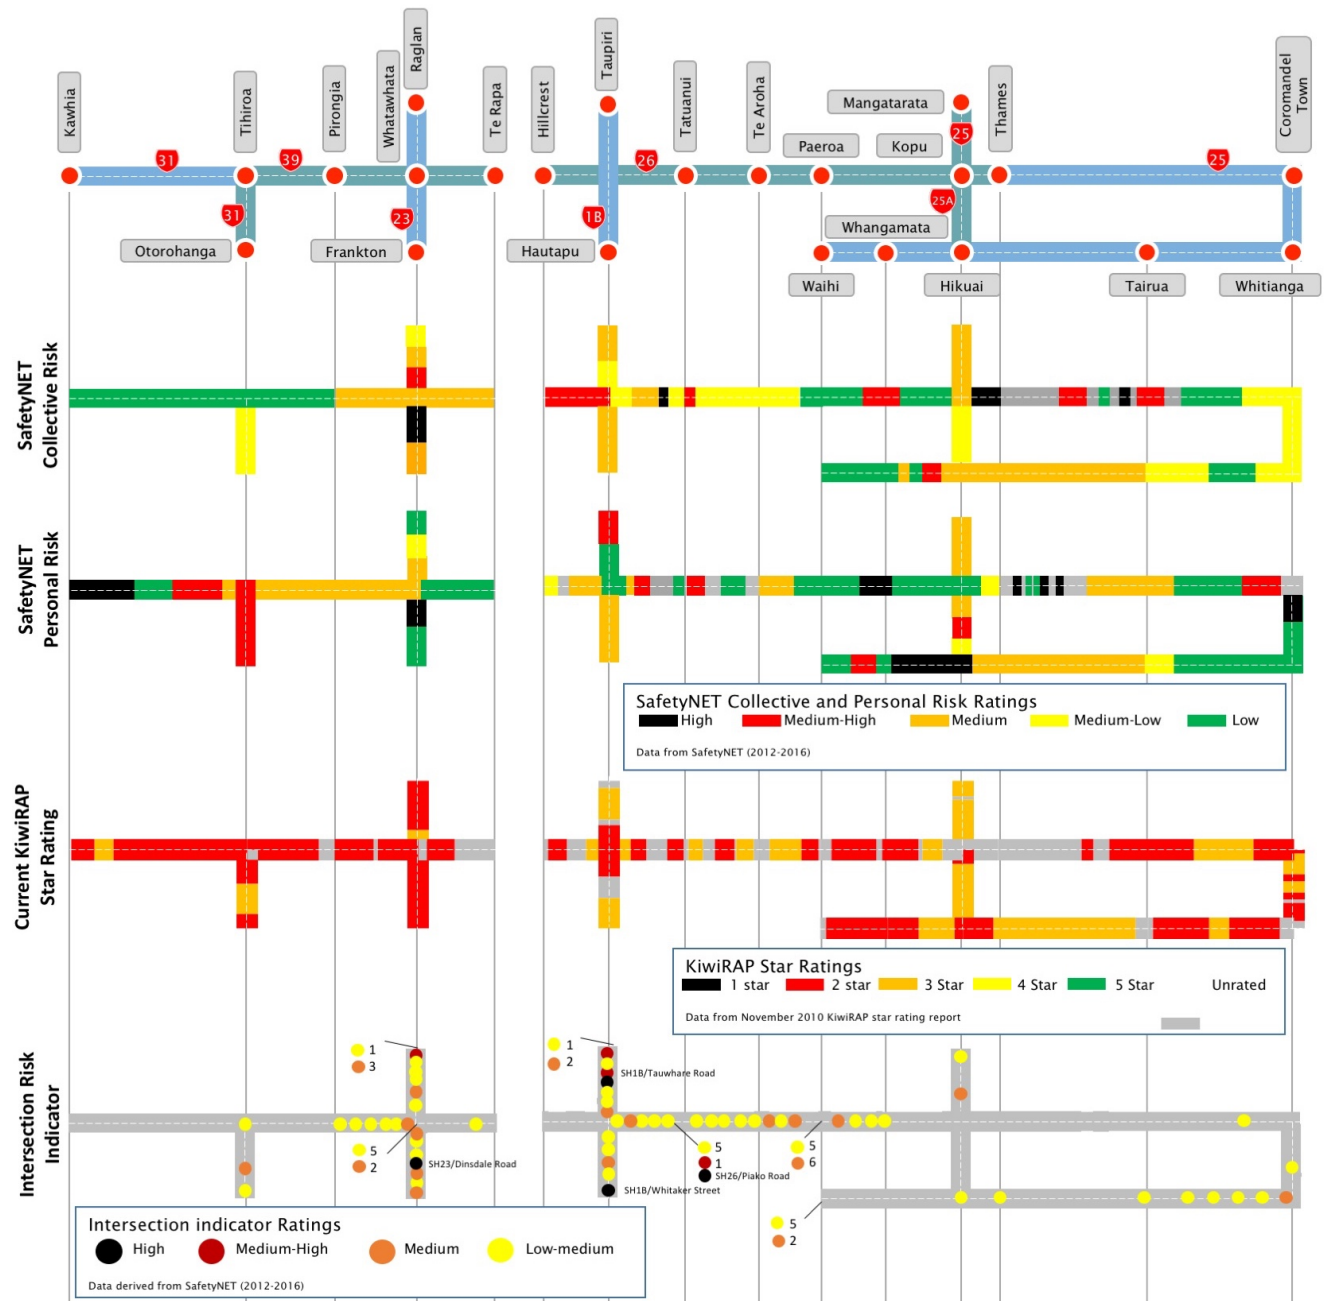 Kawhia
Tihiroa
Pirongia
Whatawhata
Raglan
Te Rapa
Hillcrest
Taupiri
Tatuanui
Te Aroha
Mangatarata
Paeroa
Kopu
Thames
Coromandel
Town
31
39
26
25
25
31
23
1B
25A
Otorohanga
Frankton
Hautapu
Whangamata
Waihi
Hikuai
Tairua
Whitianga
SafetyNET
Collective Risk
SafetyNET
Personal Risk
SafetyNET Collective and Personal Risk Ratings
High
Medium-High
Medium
Medium-Low
Low
Data from SafetyNET (2012-2016)
Current KiwiRAP
Star Rating
KiwiRAP Star Ratings
1 star
2 star
3 Star
4 Star
5 Star
Unrated
Data from November 2010 KiwiRAP star rating report
Intersection Risk
Indicator
1
3
5
2
SH23/Dinsdale Road
1
2
SH1B/Tauwhare Road
SH1B/Whitaker Street
5
1
SH26/Piako Road
5
6
5
2
Intersection indicator Ratings
High
Medium-High
Medium
Low-medium
Data derived from SafetyNET (2012-2016)